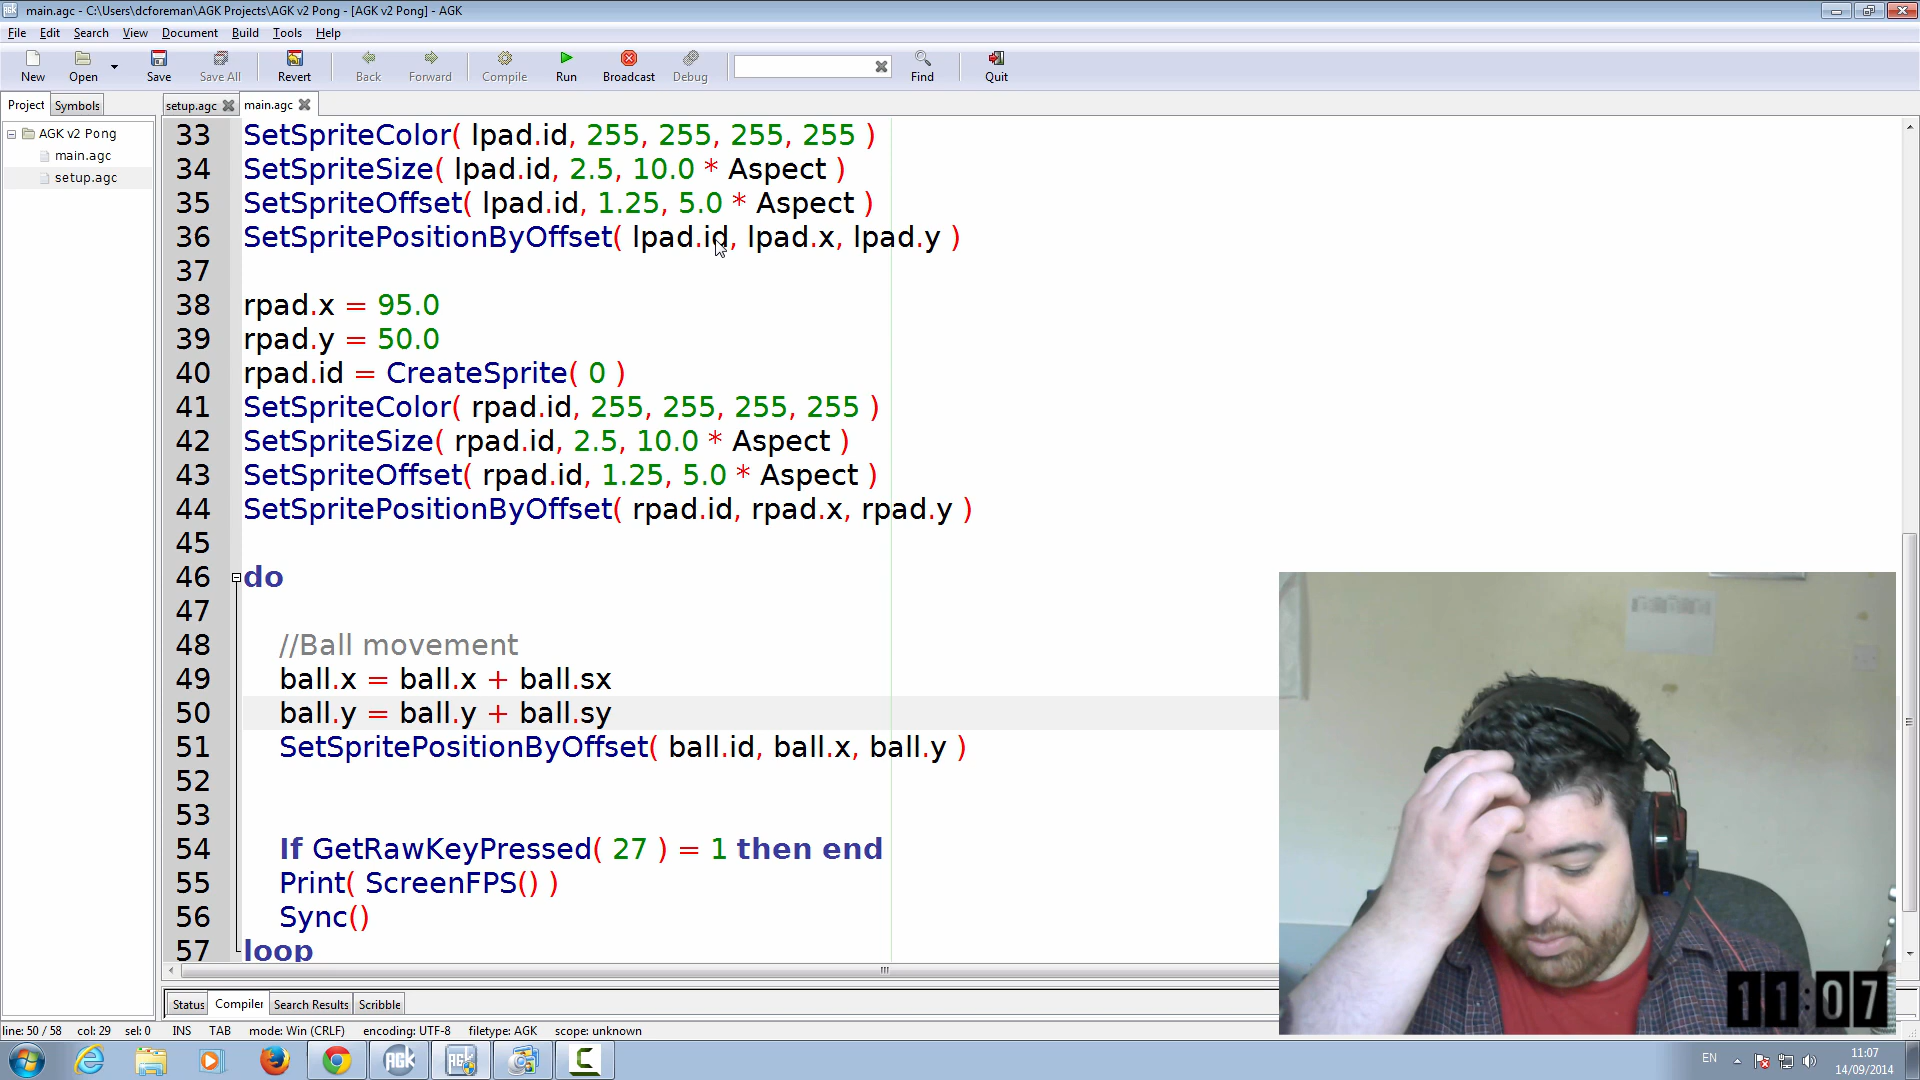 main.agc - C:\Users\dcforeman\AGK Projects\AGK v2 Pong - [AGK v2 Pong] - AGK
File Edit Search View Document Build Tools Help
New Open Save Save All Revert Back Forward Compile Run Broadcast Debug Find Quit
Project Symbols setup.agc main.agc
AGK v2 Pong
main.agc
setup.agc
33 SetSpriteColor( lpad.id, 255, 255, 255, 255 )
34 SetSpriteSize( lpad.id, 2.5, 10.0 * Aspect )
35 SetSpriteOffset( lpad.id, 1.25, 5.0 * Aspect )
36 SetSpritePositionByOffset( lpad.id, lpad.x, lpad.y )
37
38 rpad.x = 95.0
39 rpad.y = 50.0
40 rpad.id = CreateSprite( 0 )
41 SetSpriteColor( rpad.id, 255, 255, 255, 255 )
42 SetSpriteSize( rpad.id, 2.5, 10.0 * Aspect )
43 SetSpriteOffset( rpad.id, 1.25, 5.0 * Aspect )
44 SetSpritePositionByOffset( rpad.id, rpad.x, rpad.y )
45
46 do
47
48 //Ball movement
49 ball.x = ball.x + ball.sx
50 ball.y = ball.y + ball.sy
51 SetSpritePositionByOffset( ball.id, ball.x, ball.y )
52
53
54 If GetRawKeyPressed( 27 ) = 1 then end
55 Print( ScreenFPS() )
56 Sync()
57 loop
Status Compiler Search Results Scribble
line: 50 / 58 col: 29 sel: 0 INS TAB mode: Win (CRLF) encoding: UTF-8 filetype: AGK scope: unknown
11:07
AGK AGK
EN 11:07
14/09/2014